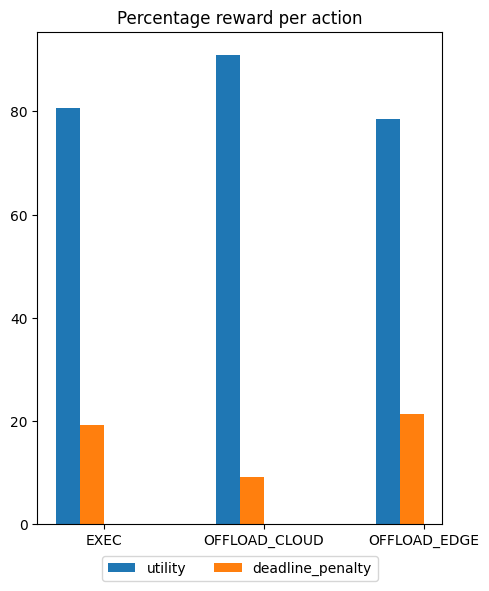 Percentage reward per action
80
60
40
20
0
EXEC OFFLOAD_CLOUD OFFLOAD_EDGE
utility deadline_penalty